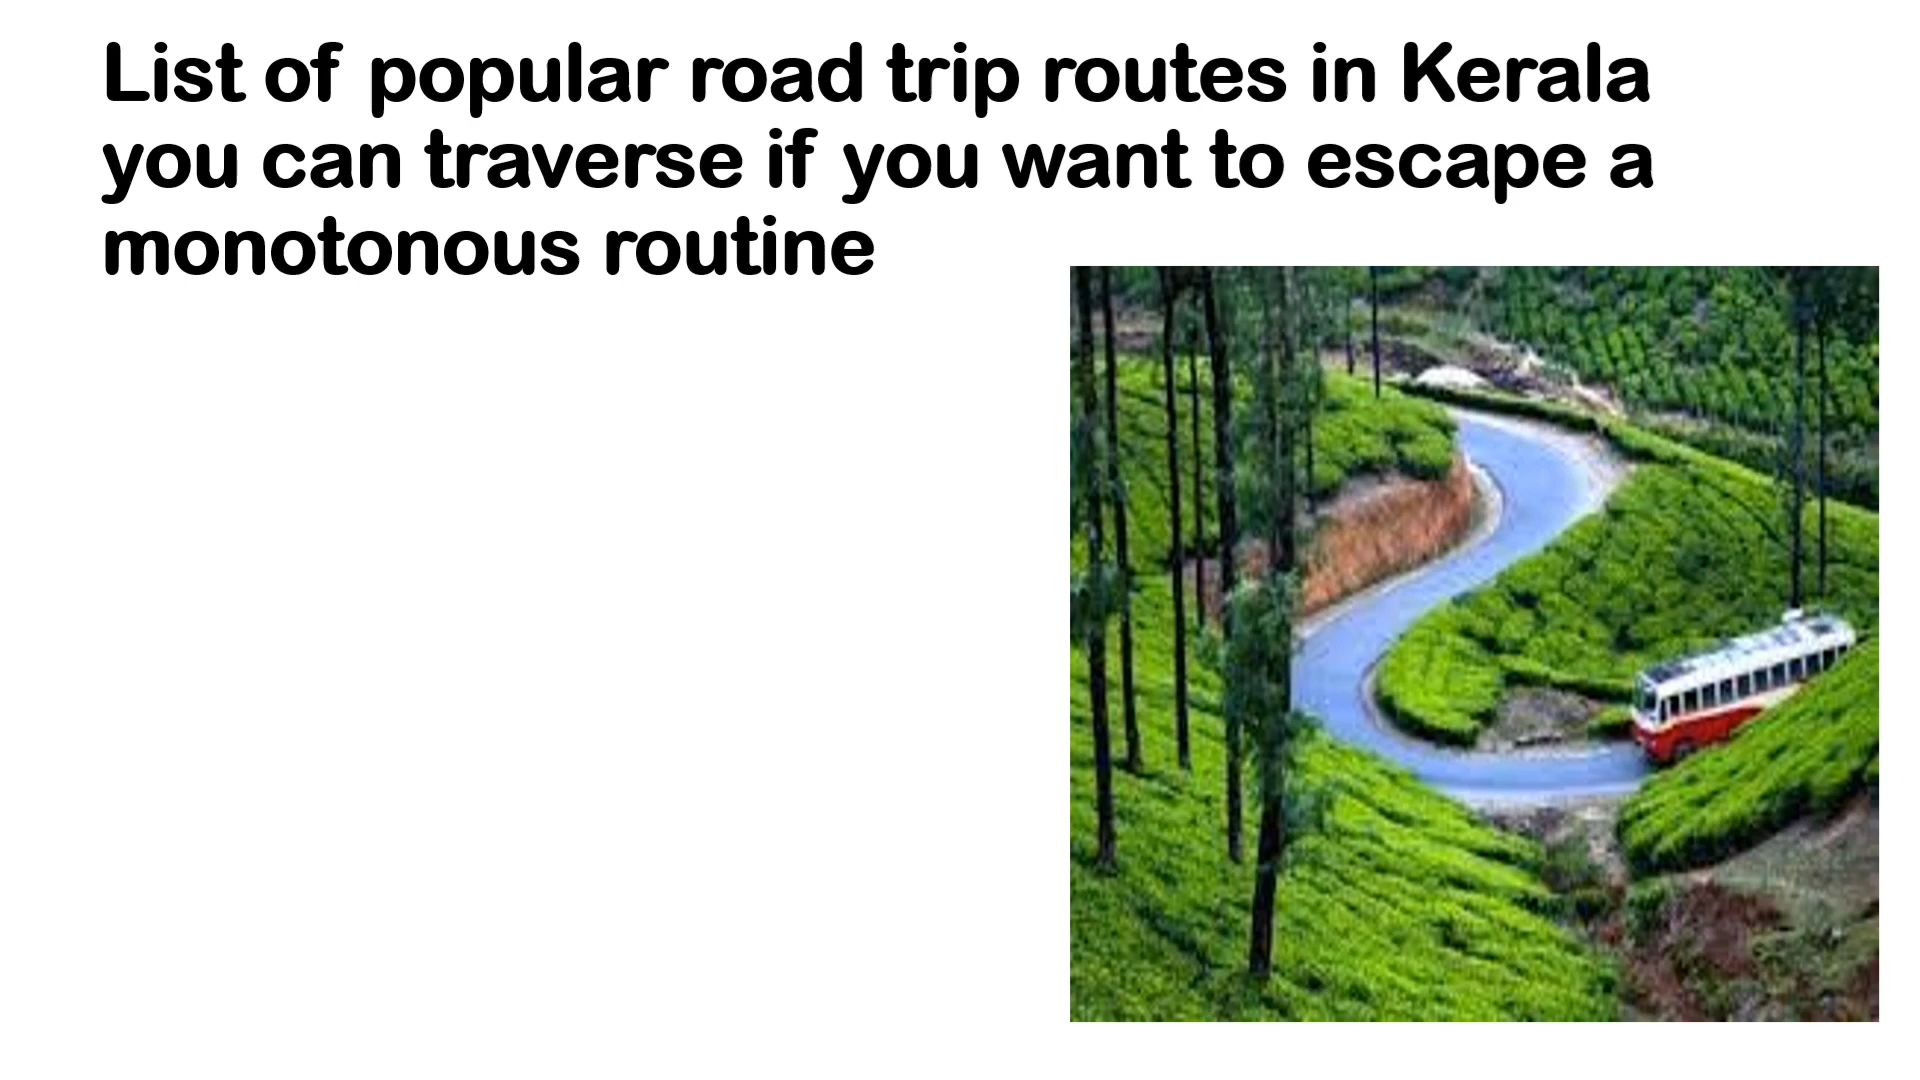 List of popular road trip routes in Kerala
you can traverse if you want to escape a
monotonous routine